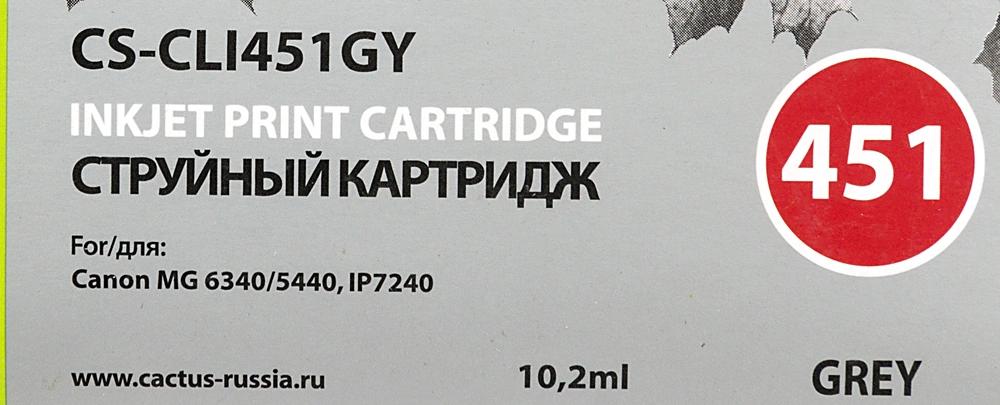 CS-CLI451GY
INKJET PRINT CARTRIDGE
СТРУЙНЫЙ КАРТРИДЖ
451
For/для:
Canon MG 6340/5440, IP7240
www.cactus-russia.ru
10,2ml
GREY